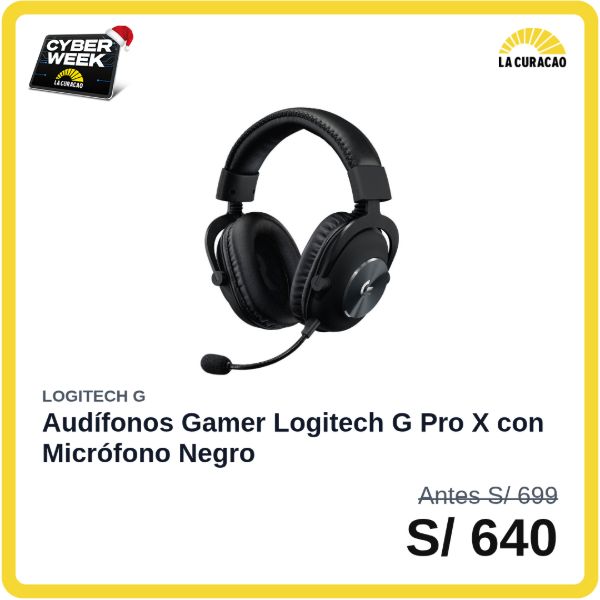 CYBER
WEEK
LA CURACAO
LA CURACAO
G
LOGITECH G
Audífonos Gamer Logitech G Pro X con
Micrófono Negro
Antes S/ 699
S/ 640